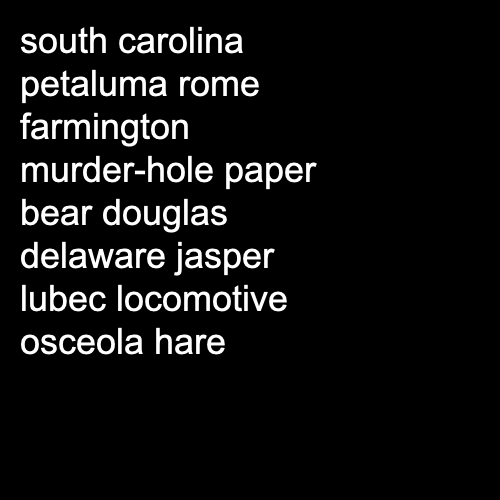 south carolina
petaluma rome
farmington
murder-hole paper
bear douglas
delaware jasper
lubec locomotive
osceola hare